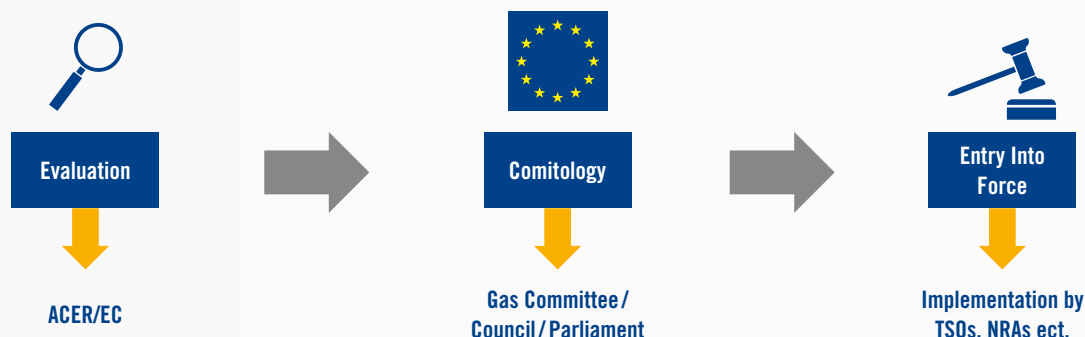 Evaluation
Comitology
Entry Into
Force
ACER/EC
Gas Committee/
Council/Parliament
Implementation by
TSOs, NRAs ect.